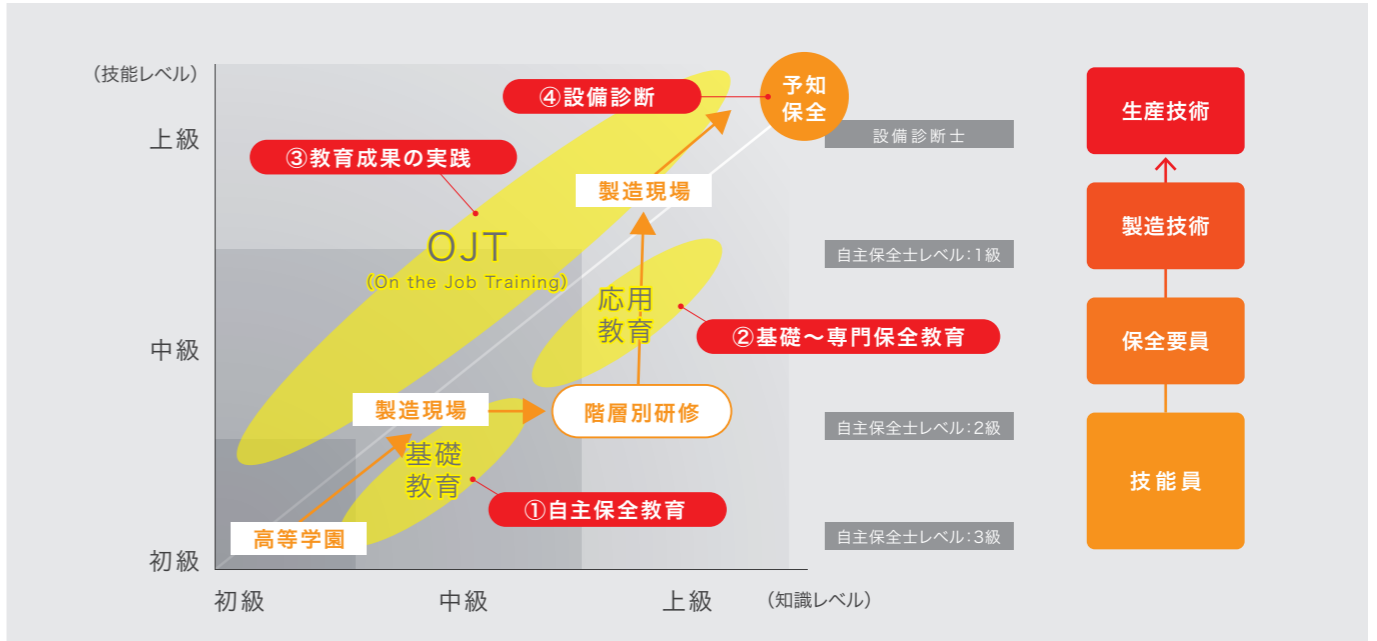 （技能レベル）
上級
中級
初級
初級
中級
上級
（知識レベル）
④設備診断
予知
保全
③教育成果の実践
製造現場
OJT
(On the Job Training)
応用
教育
②基礎～専門保全教育
製造現場
階層別研修
基礎
教育
①自主保全教育
高等学園
設備診断士
自主保全士レベル：1級
自主保全士レベル：2級
自主保全士レベル：3級
生産技術
製造技術
保全要員
技能員